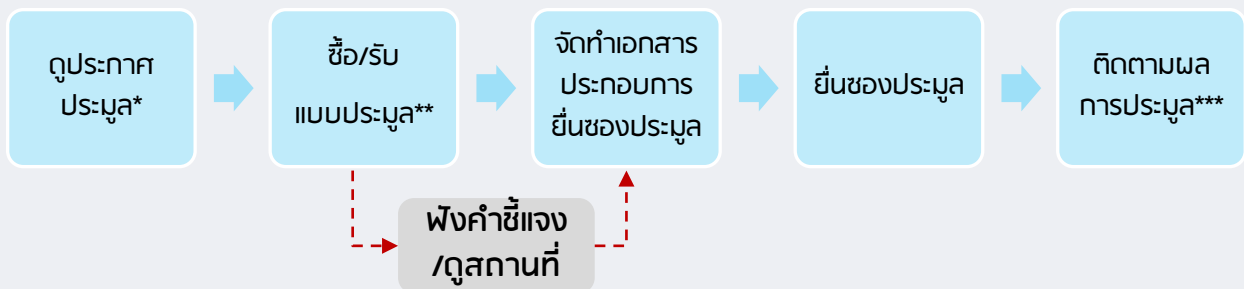 ดูประกาศ
ประมูล*
ซื้อ/รับ
แบบประมูล**
จัดทำเอกสาร
ประกอบการ
ยื่นซองประมูล
ยื่นซองประมูล
ติดตามผล
การประมูล***
ฟังคำชี้แจง
/ดูสถานที่